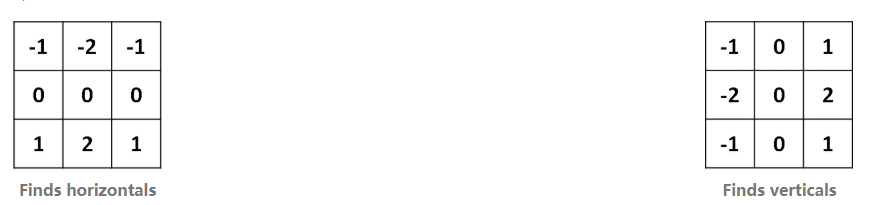 -1 -2 -1 -1 0 1
0 0 0 -2 0 2
1 2 1 -1 0 1
Finds horizontals Finds verticals